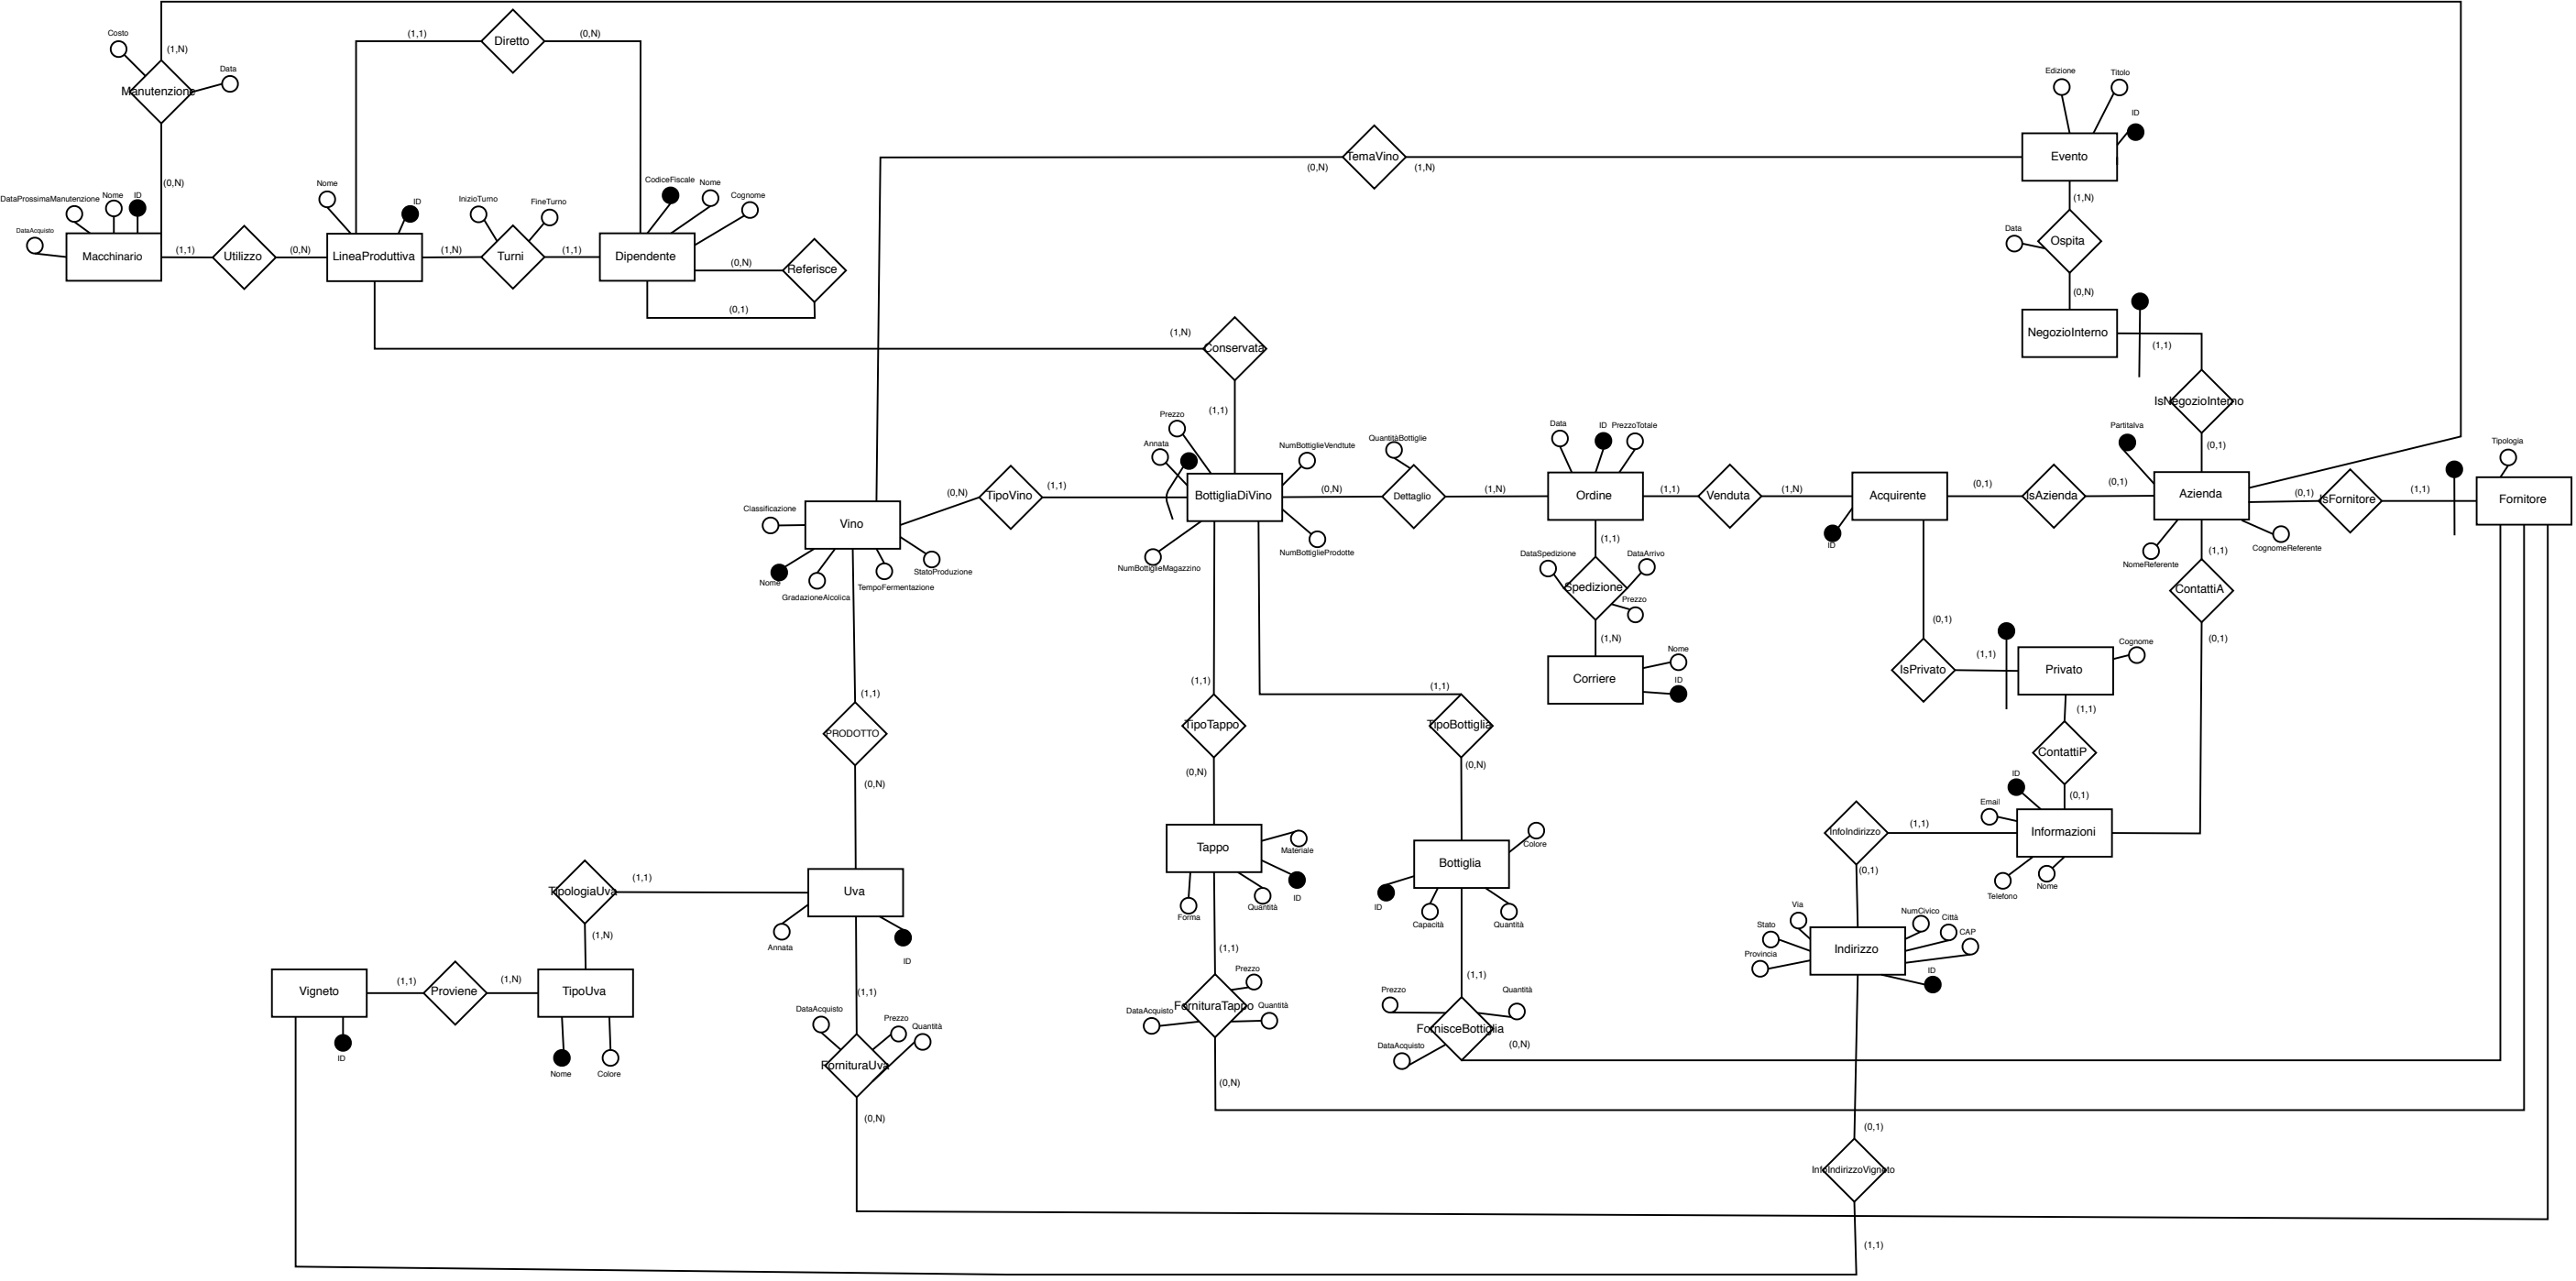 Costo
(1,N)
Data
Manutenzione
(1,1)
Diretto
(0,N)
(0,N)
DataProssimaManutenzione
Nome
ID
DataAcquisto
Macchinario
(1,1)
Utilizzo
(0,N)
Nome
ID
LineaProduttiva
(1,N)
InizioTurno
FineTurno
Turni
(1,1)
CodiceFiscale
Nome
Cognome
Dipendente
(0,N)
Referisce
(0,1)
TemaVino
(0,N)
(1,N)
Edizione
Titolo
ID
Evento
(1,N)
Data
Ospita
(0,N)
NegozioInterno
(1,1)
IsNegozioInterno
(0,1)
(1,N)
Conservata
(1,1)
Prezzo
Annata
NumBottiglieVendtute
BottigliaDiVino
NumBottiglieMagazzino
NumBottiglieProdotte
(0,N)
TipoVino
(1,1)
Classificazione
Vino
Nome
GradazioneAlcolica
TempoFermentazione
StatoProduzione
QuantitàBottiglie
(0,N)
Dettaglio
(1,N)
Data
ID
PrezzoTotale
Ordine
(1,1)
Venduta
(1,N)
Acquirente
ID
(0,1)
IsAzienda
(0,1)
PartitaIva
Azienda
NomeReferente
CognomeReferente
(0,1)
IsFornitore
(1,1)
Tipologia
Fornitore
(1,1)
DataSpedizione
DataArrivo
Spedizione
Prezzo
(1,N)
Corriere
Nome
ID
(1,1)
ContattiA
(0,1)
(0,1)
IsPrivato
(1,1)
Privato
Cognome
(1,1)
ContattiP
(0,1)
ID
Email
Informazioni
Telefono
Nome
InfoIndirizzo
(1,1)
(0,1)
Via
Stato
Provincia
NumCivico
Città
CAP
Indirizzo
ID
(1,1)
PRODOTTO
(0,N)
(1,1)
TipoTappo
(0,N)
(1,1)
TipoBottiglia
(0,N)
Tappo
Materiale
ID
Forma
Quantità
Bottiglia
Colore
ID
Capacità
Quantità
TipologiaUva
(1,1)
Uva
Annata
ID
(1,N)
Vigneto
(1,1)
Proviene
(1,N)
TipoUva
ID
Nome
Colore
(1,1)
DataAcquisto
Prezzo
Quantità
FornituraUva
(0,N)
(1,1)
Prezzo
DataAcquisto
FornituraTappo
Quantità
(0,N)
(1,1)
Prezzo
Quantità
FornisceBottiglia
DataAcquisto
(0,N)
(0,1)
InfoIndirizzoVigneto
(1,1)